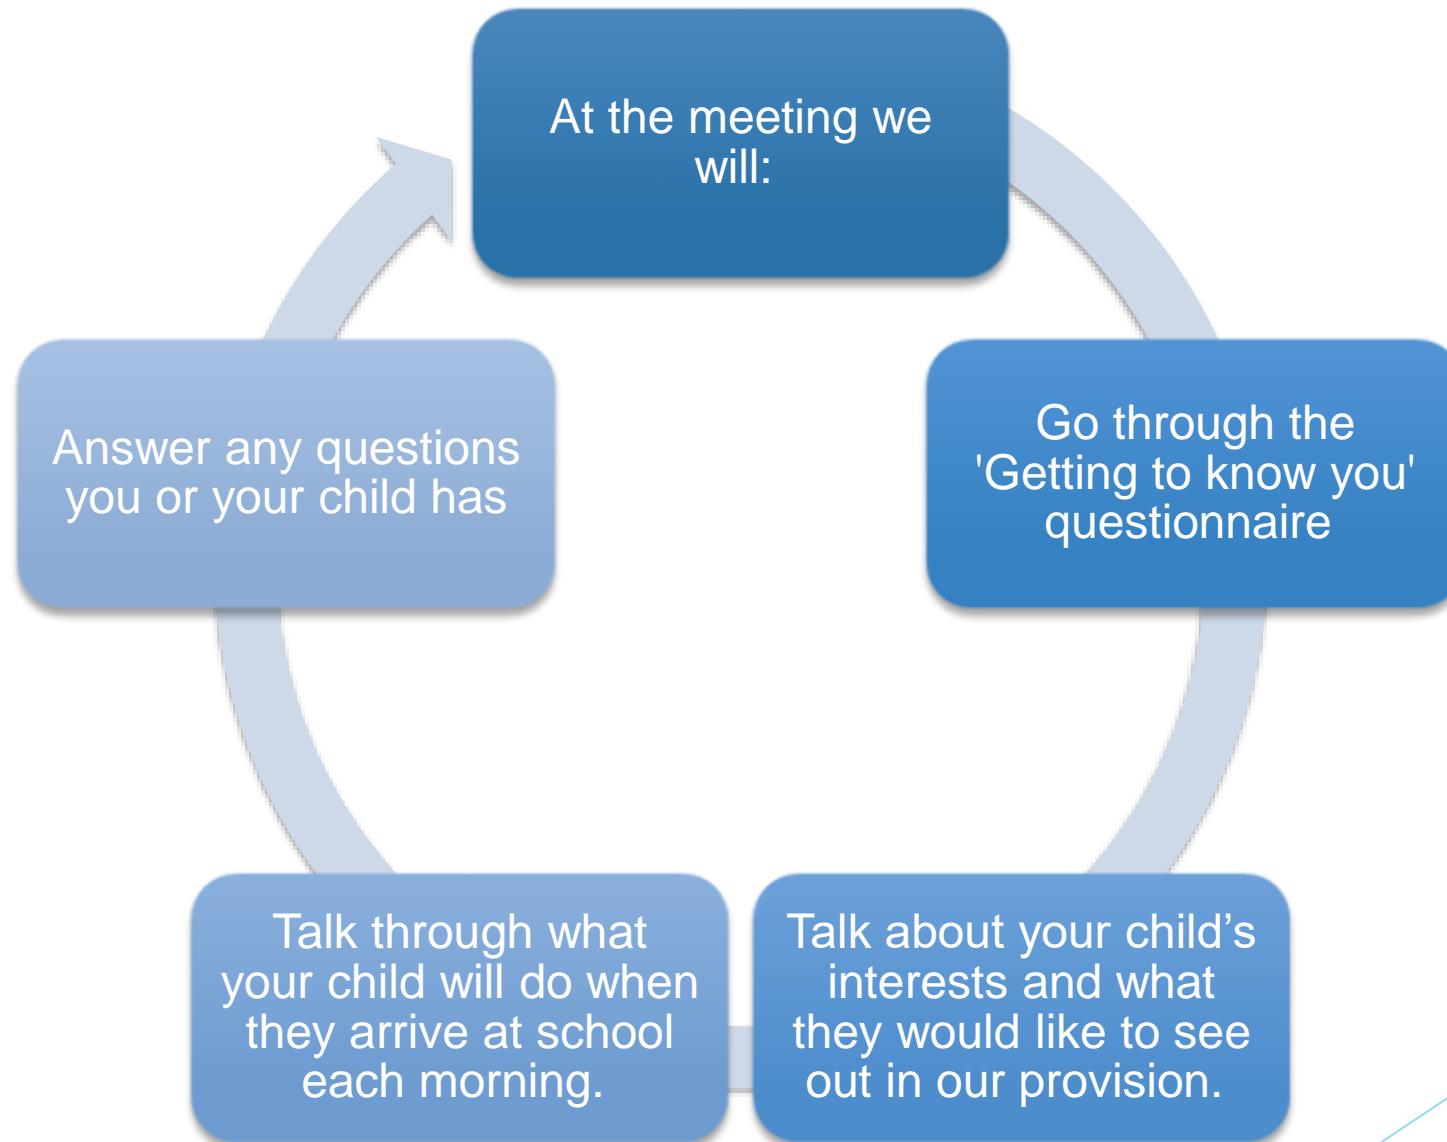 At the meeting we
will:
Go through the
'Getting to know you'
questionnaire
Talk about your child’s
interests and what
they would like to see
out in our provision.
Talk through what
your child will do when
they arrive at school
each morning.
Answer any questions
you or your child has